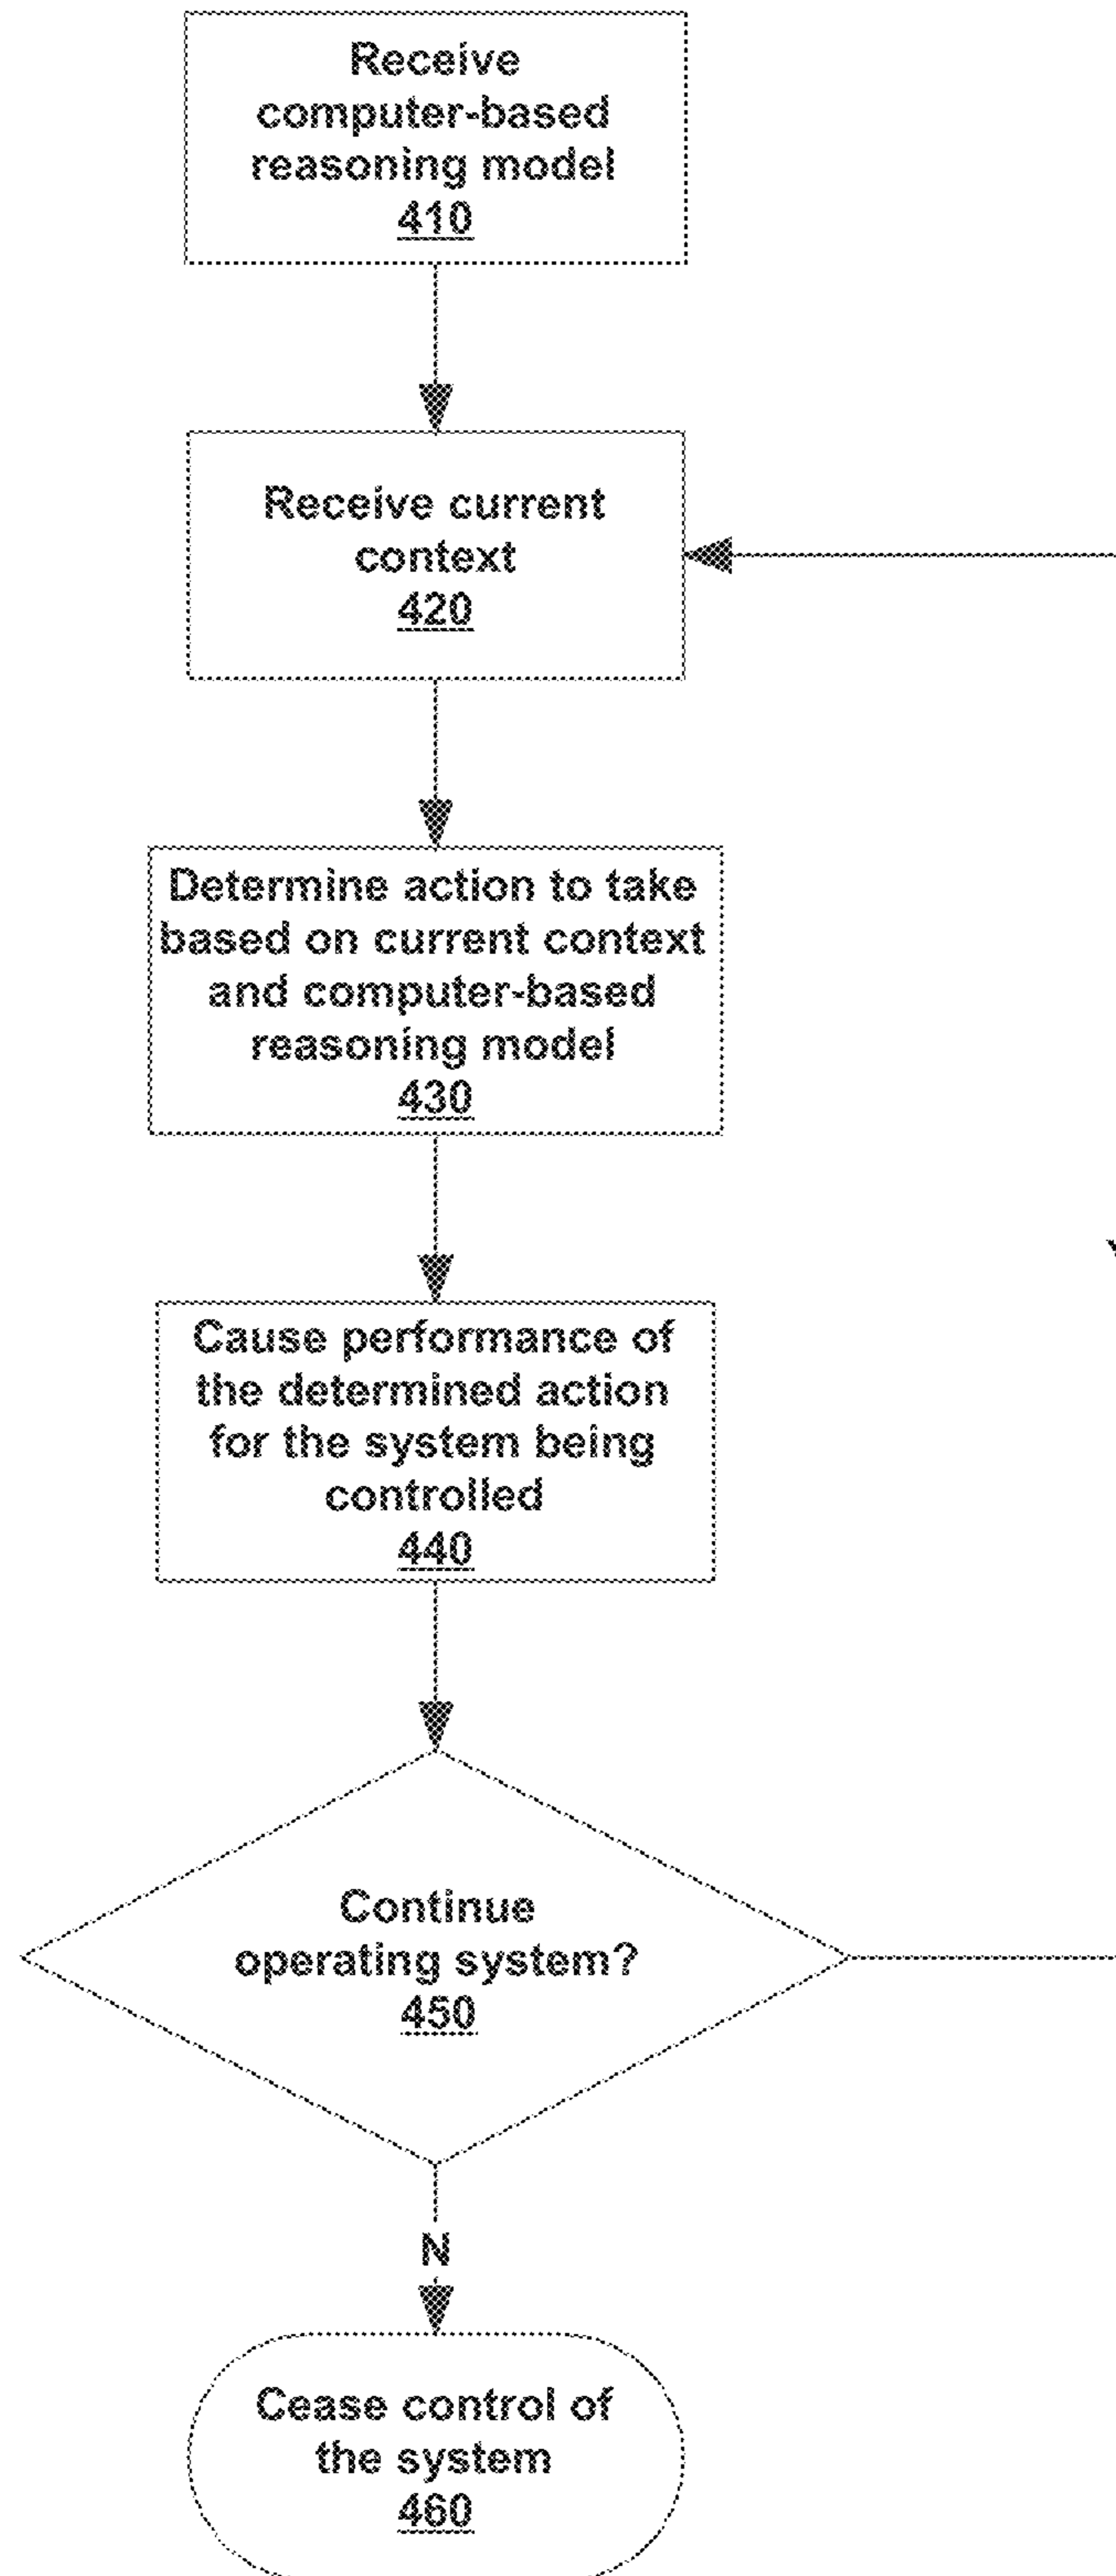 Receive
computer-based
reasoning model
410
Receive current
context
420
Determine action to take
based on current context
and computer-based
reasoning model
430
Cause performance of
the determined action
for the system being
controlled
440
Continue
operating system?
450
N
Cease control of
the system
460